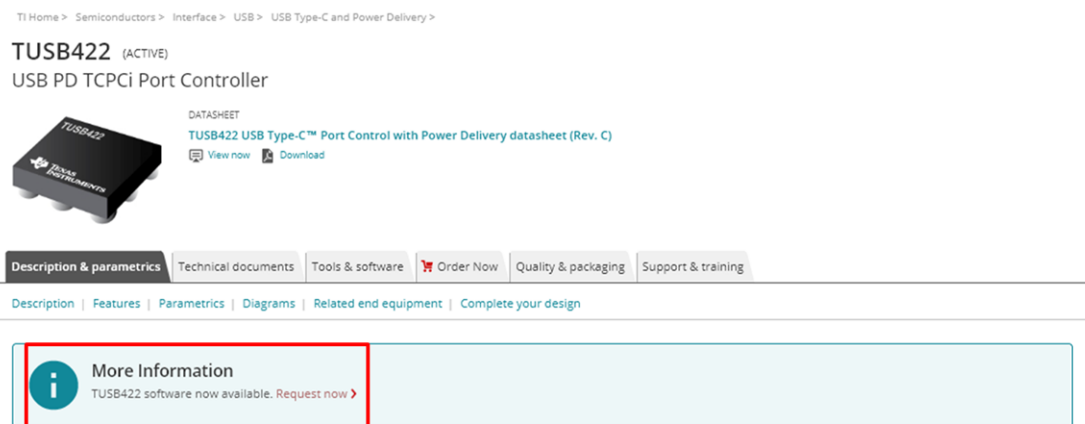 TI Home > Semiconductors > Interface > USB > USB Type-C and Power Delivery >
TUSB422 (ACTIVE)
USB PD TCPCi Port Controller
TUSB422
TEXAS
INSTRUMENTS
DATASHEET
TUSB422 USB Type-C™ Port Control with Power Delivery datasheet (Rev. C)
View now Download
Description & parametrics Technical documents Tools & software Order Now Quality & packaging Support & training
Description | Features | Parametrics | Diagrams | Related end equipment | Complete your design
i
More Information
TUSB422 software now available. Request now >